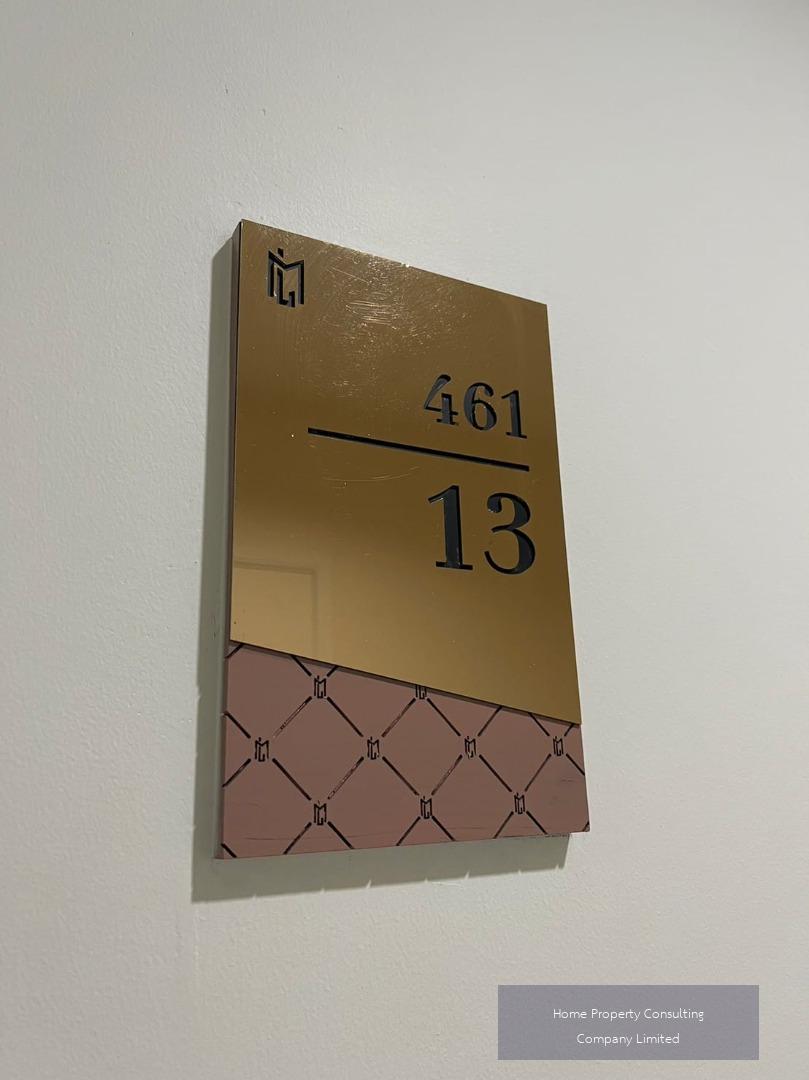 461
13
Home Property Consulting
Company Limited